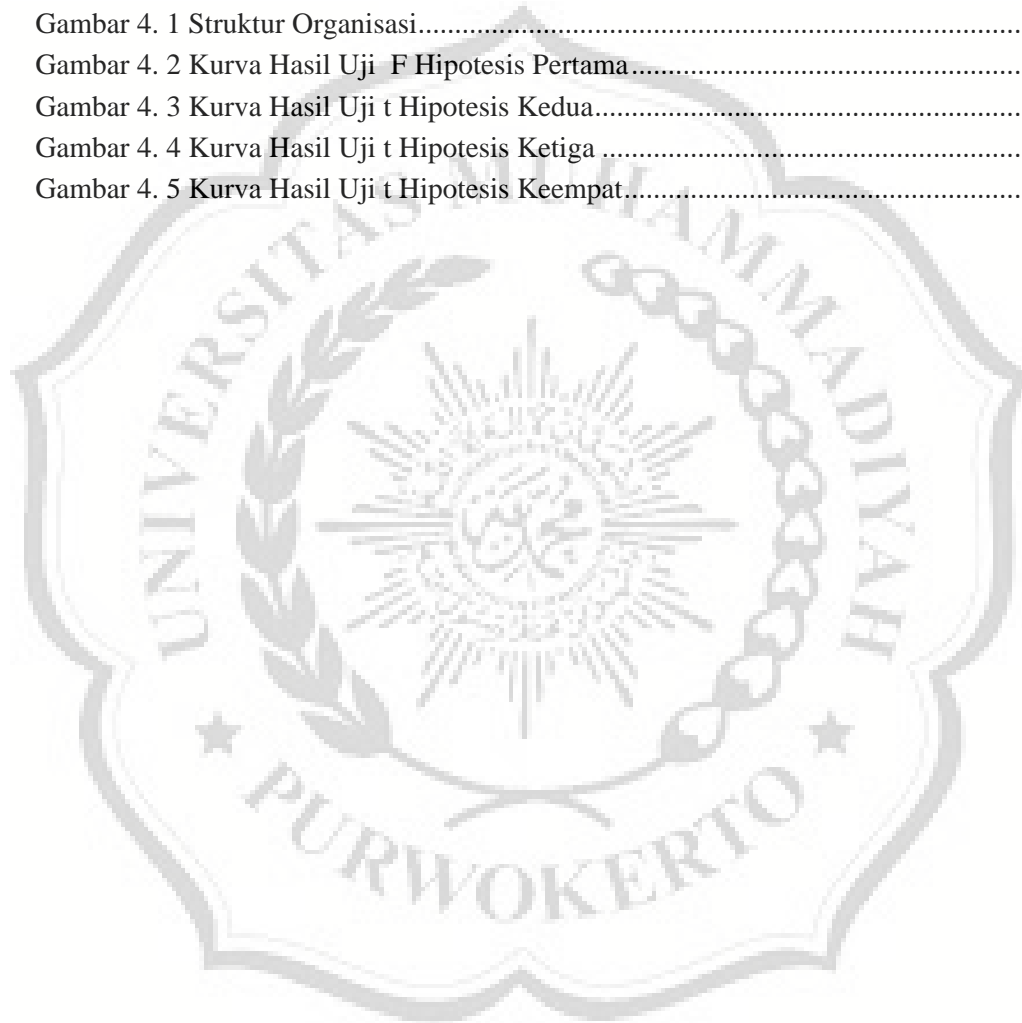 Gambar 4. 1 Struktur Organisasi........................................................................................
Gambar 4. 2 Kurva Hasil Uji  F Hipotesis Pertama........................................................
Gambar 4. 3 Kurva Hasil Uji t Hipotesis Kedua.............................................................
Gambar 4. 4 Kurva Hasil Uji t Hipotesis Ketiga ............................................................
Gambar 4. 5 Kurva Hasil Uji t Hipotesis Keempat.........................................................
UNIVERSITAS MUHAMMADIYAH
PURWOKERTO